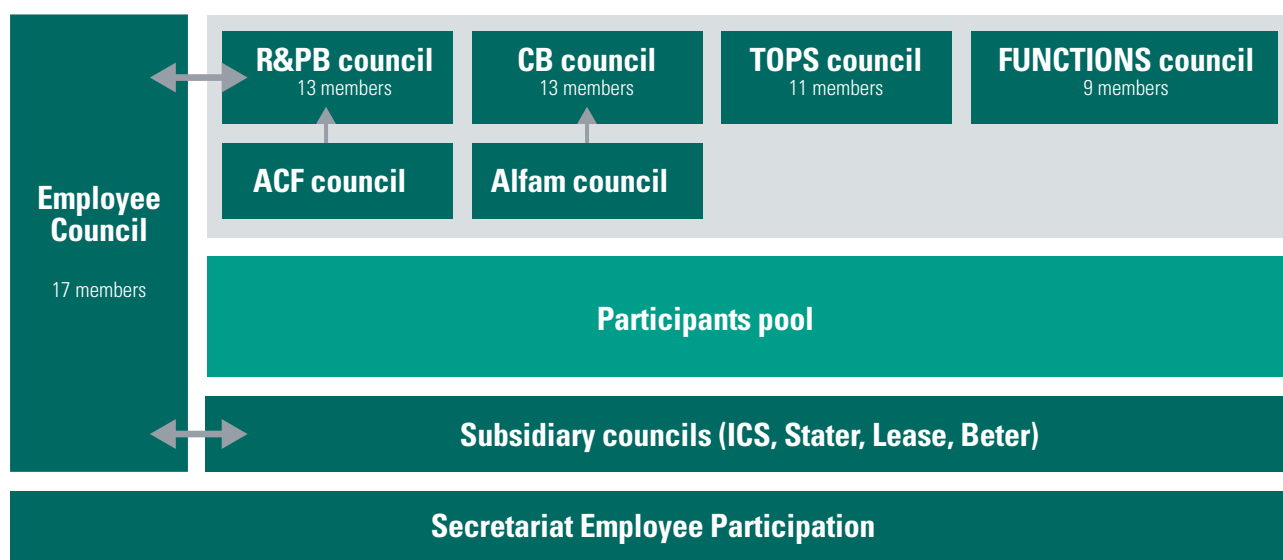 Employee
Council
17 members
R&PB council
13 members
CB council
13 members
TOPS council
11 members
FUNCTIONS council
9 members
ACF council
Alfam council
Participants pool
Subsidiary councils (ICS, Stater, Lease, Beter)
Secretariat Employee Participation